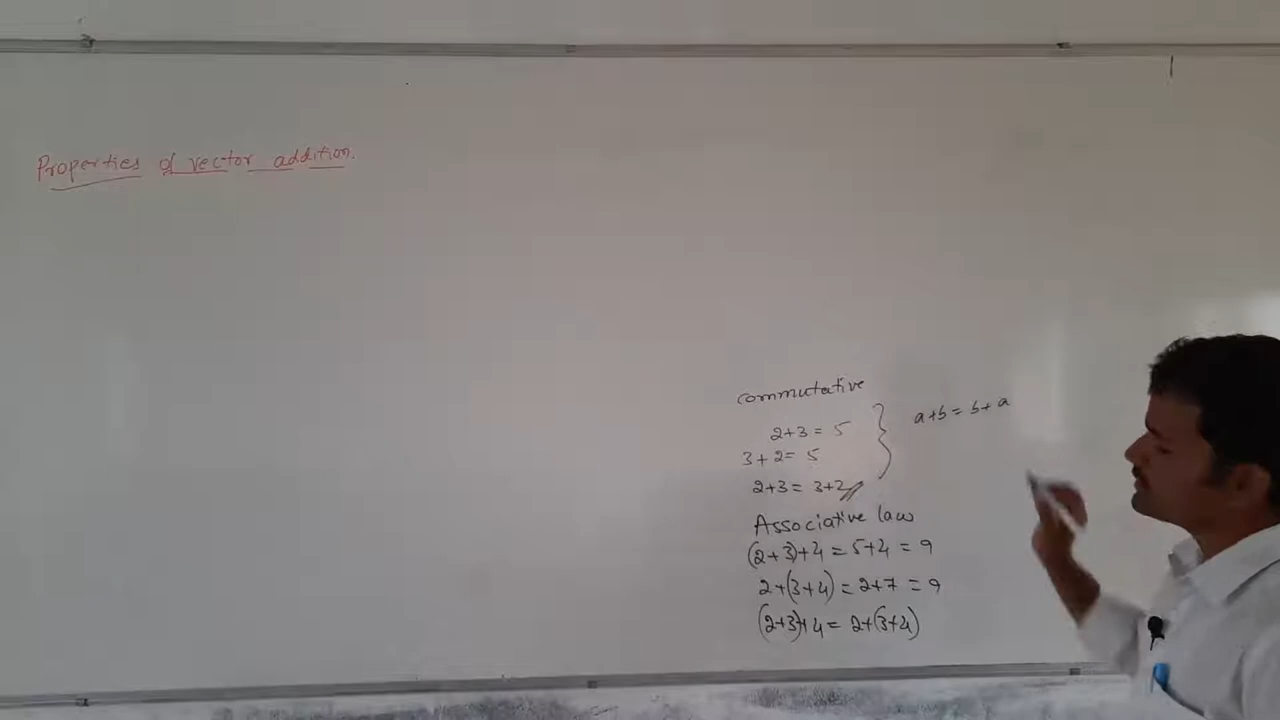 Properties of vector addition.
commutative
2+3 = 5
3+2= 5
2+3= 3+2
a+b= b+a
Associative law
(2+3)+4 = 5+4 = 9
2+(3+4) = 2+7 = 9
(2+3)+4 = 2+(3+4)